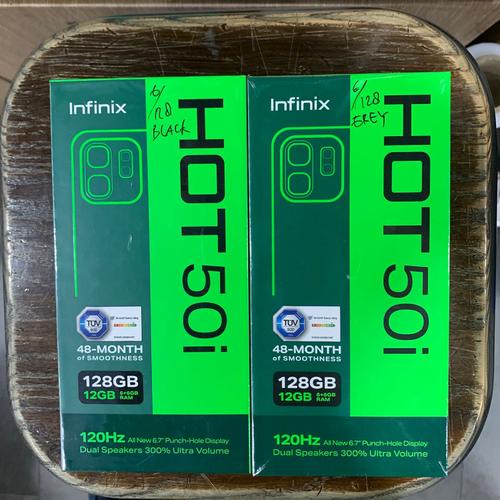 Infinix
6/128
BLACK
HOT 50i
TÜV
48-MONTH
of SMOOTHNESS
128GB
12GB 6+6GB RAM
120Hz All New 6.7" Punch-Hole Display
Dual Speakers 300% Ultra Volume
Infinix
6/128
GREY
HOT 50i
TÜV
48-MONTH
of SMOOTHNESS
128GB
12GB 6+6GB RAM
120Hz All New 6.7" Punch-Hole Display
Dual Speakers 300% Ultra Volume